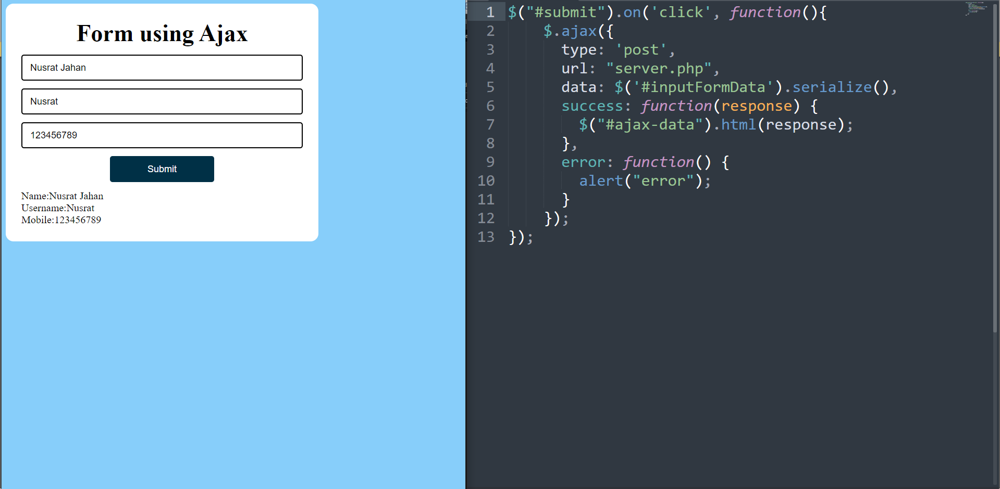 Form using Ajax
Nusrat Jahan
Nusrat
123456789
Submit
Name:Nusrat Jahan
Username:Nusrat
Mobile:123456789
1 $("#submit").on('click', function(){
2     $.ajax({
3       type: 'post',
4       url: "server.php",
5       data: $('#inputFormData').serialize(),
6       success: function(response) {
7         $("#ajax-data").html(response);
8       },
9       error: function() {
10         alert("error");
11       }
12     });
13 });